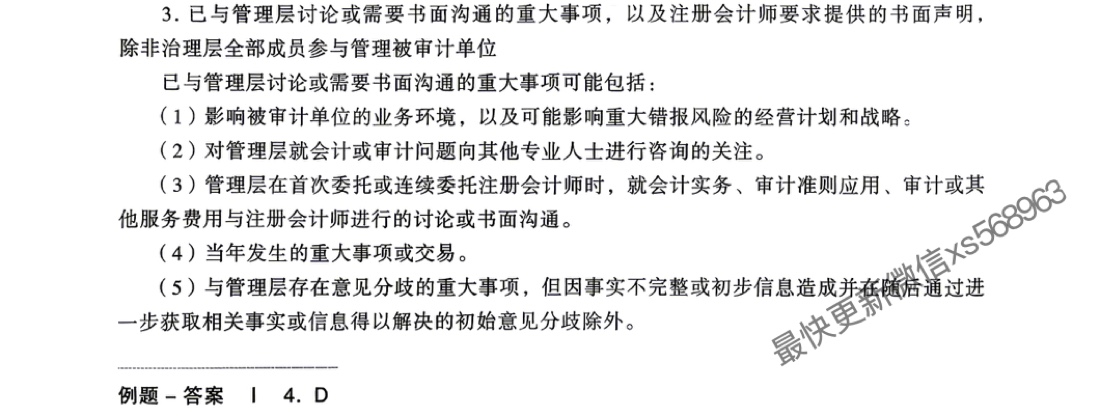 3. 已与管理层讨论或需要书面沟通的重大事项，以及注册会计师要求提供的书面声明，
除非治理层全部成员参与管理被审计单位
已与管理层讨论或需要书面沟通的重大事项可能包括：
（1）影响被审计单位的业务环境，以及可能影响重大错报风险的经营计划和战略。
（2）对管理层就会计或审计问题向其他专业人士进行咨询的关注。
（3）管理层在首次委托或连续委托注册会计师时，就会计实务、审计准则应用、审计或其
他服务费用与注册会计师进行的讨论或书面沟通。
（4）当年发生的重大事项或交易。
（5）与管理层存在意见分歧的重大事项，但因事实不完整或初步信息造成并在随后通过进
一步获取相关事实或信息得以解决的初始意见分歧除外。
最快更新微信xs568963
例题 – 答案 | 4. D